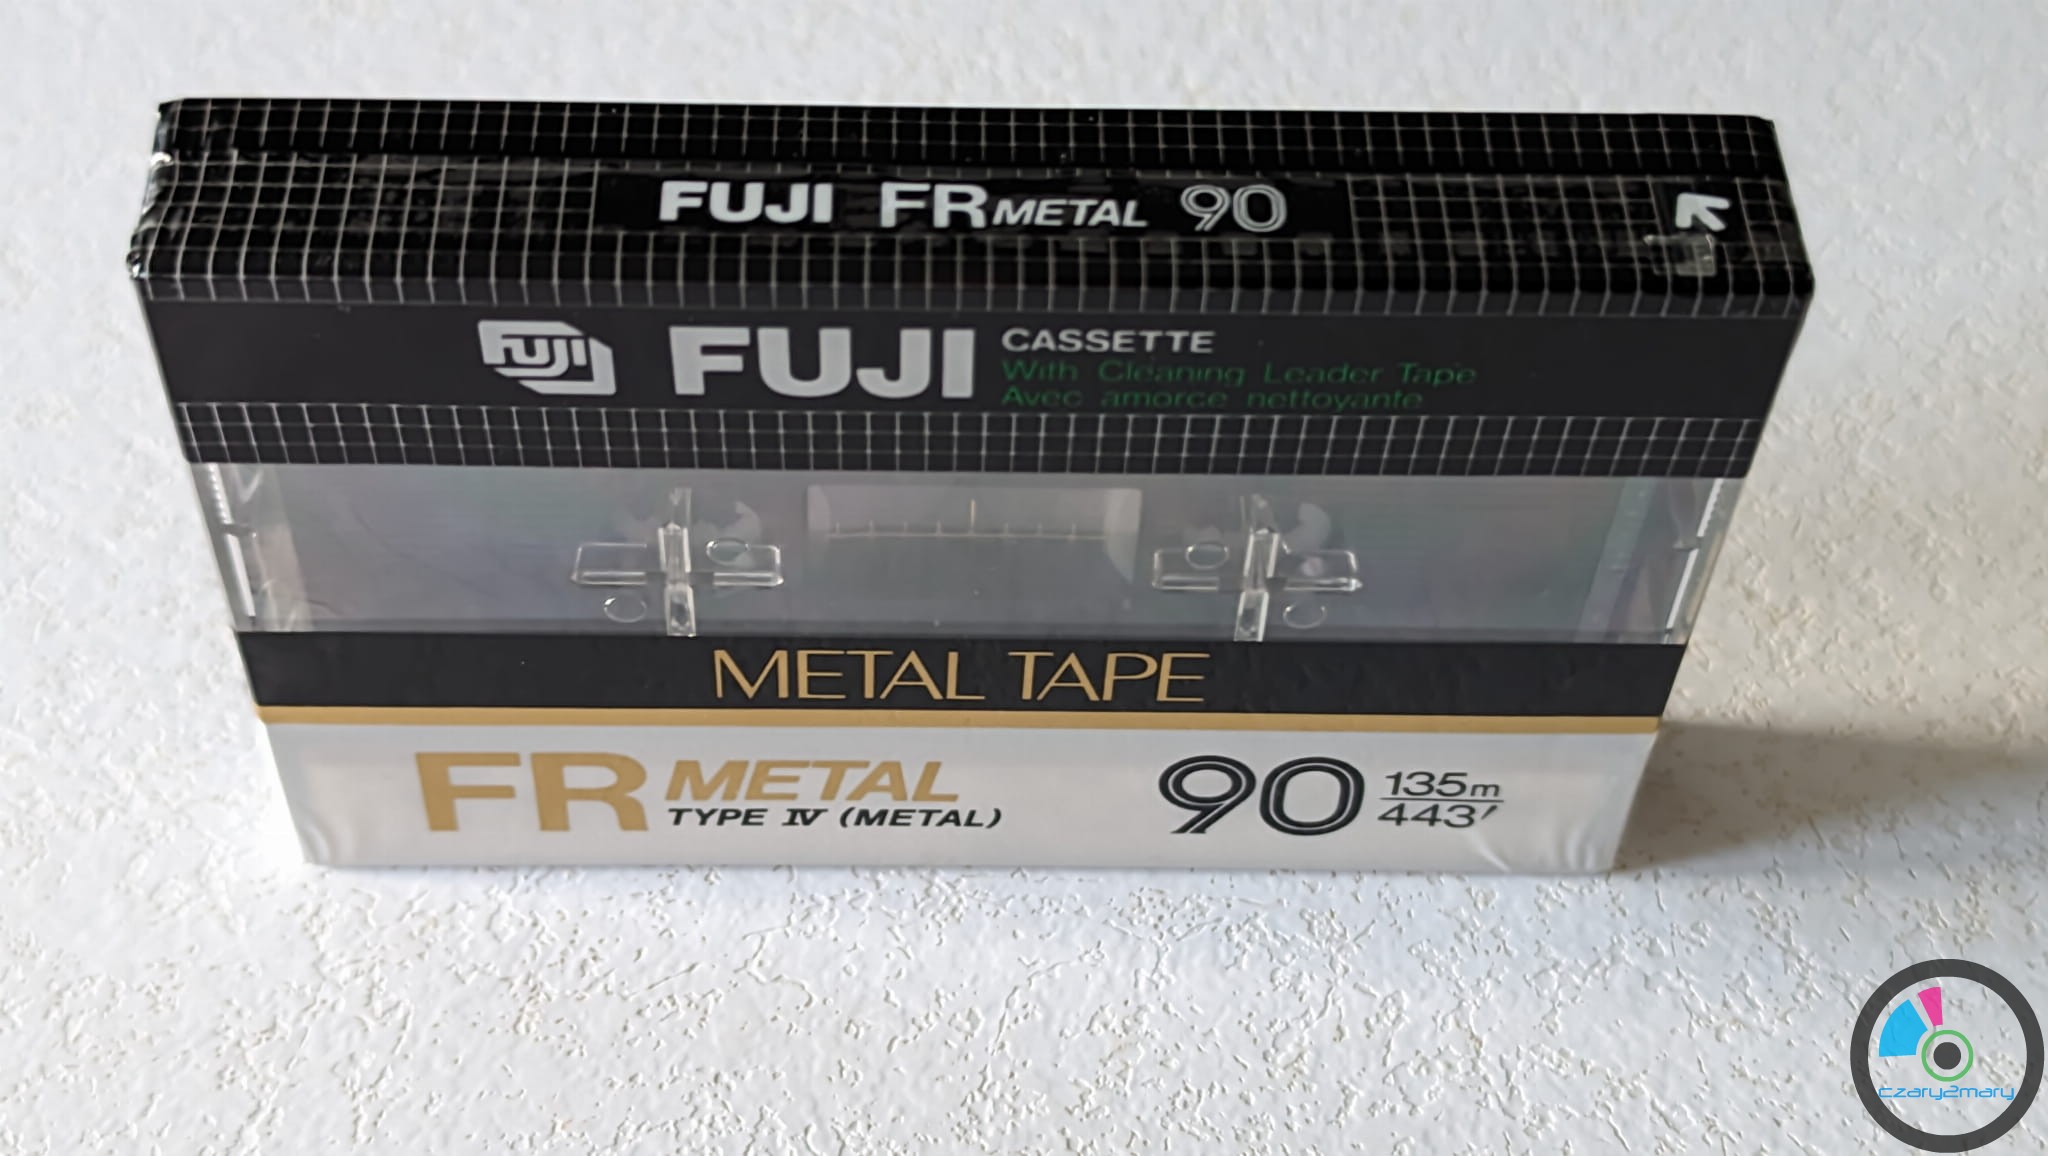 FUJI FR METAL 90
FUJI FUJI CASSETTE
With Cleaning Leader Tape
Avec amorce nettoyante
METAL TAPE
FR METAL
TYPE IV (METAL)
90 135m
443'
czary2mary